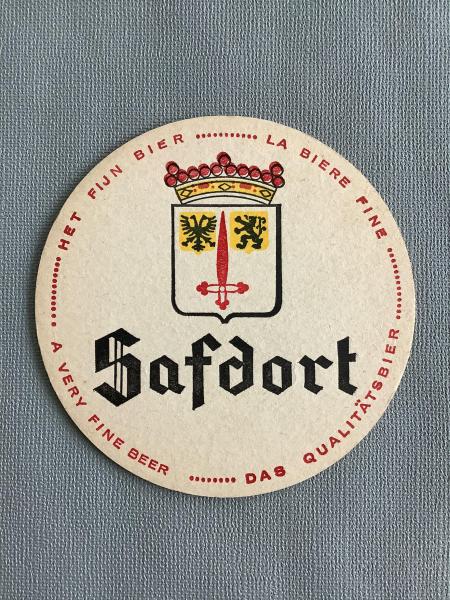 HET FIJN BIER
LA BIERE FINE
Safdort
A VERY FINE BEER
DAS QUALITÄTSBIER